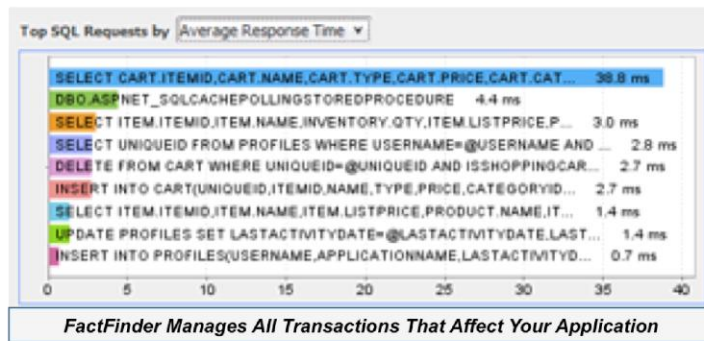 Top SQL Requests by Average Response Time
SELECT CART.ITEMID,CART.NAME,CART.TYPE,CART.PRICE,CART.CAT... 38.8 ms
DBO.ASPNET_SQLCACHEPOLLINGSTOREDPROCEDURE 4.4 ms
SELECT ITEM.ITEMID,ITEM.NAME,INVENTORY.QTY,ITEM.LISTPRICE,P... 3.0 ms
SELECT UNIQUEID FROM PROFILES WHERE USERNAME=@USERNAME AND ... 2.8 ms
DELETE FROM CART WHERE UNIQUEID=@UNIQUEID AND ISSHOPPINGCAR... 2.7 ms
INSERT INTO CART(UNIQUEID,ITEMID,NAME,TYPE,PRICE,CATEGORYID... 2.7 ms
SELECT ITEM.ITEMID,ITEM.NAME,ITEM.LISTPRICE,PRODUCT.NAME,IT... 1.4 ms
UPDATE PROFILES SET LASTACTIVITYDATE=@LASTACTIVITYDATE,LAST... 1.4 ms
INSERT INTO PROFILES(USERNAME,APPLICATIONNAME,LASTACTIVITYD... 0.7 ms
0 5 10 15 20 25 30 35 40
FactFinder Manages All Transactions That Affect Your Application